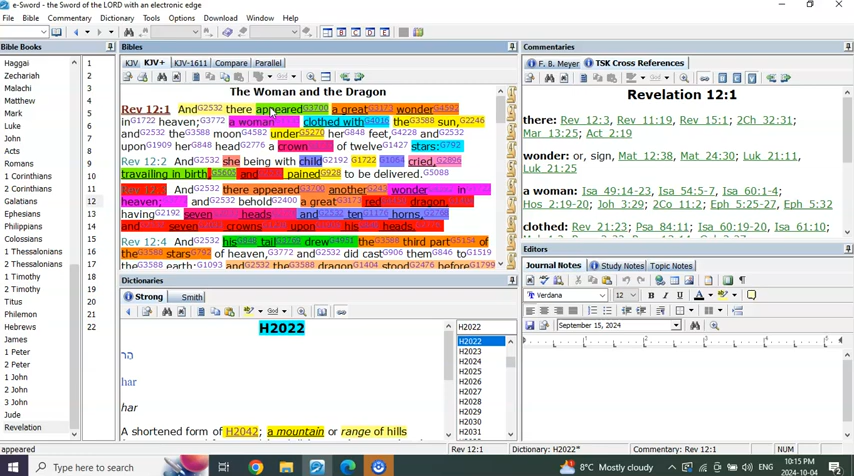 e-Sword - the Sword of the LORD with an electronic edge
File Bible Commentary Dictionary Tools Options Download Window Help
Bible Books
Haggai
Zechariah
Malachi
Matthew
Mark
Luke
John
Acts
Romans
1 Corinthians
2 Corinthians
Galatians
Ephesians
Philippians
Colossians
1 Thessalonians
2 Thessalonians
1 Timothy
2 Timothy
Titus
Philemon
Hebrews
James
1 Peter
2 Peter
1 John
2 John
3 John
Jude
Revelation
1
2
3
4
5
6
7
8
9
10
11
12
13
14
15
16
17
18
19
20
21
22
Bibles
KJV KJV+ KJV-1611 Compare Parallel
The Woman and the Dragon
Rev 12:1 And G2532 there appeared G3700 a great G3173 wonder G4592
in G1722 heaven; G3772 a woman clothed with G4016 the G3588 sun, G2246
and G2532 the G3588 moon G4582 under G5270 her G848 feet, G4228 and G2532
upon G1909 her G848 head G2776 a crown of twelve G1427 stars: G792
Rev 12:2 And G2532 she being with child G2192 G1722 G1064 cried, G2896
travailing in birth, G5605 and pained G928 to be delivered. G5088
And G2532 there appeared G3700 another G243 wonder in
heaven; and G2532 behold G2400 a great G3173 red dragon,
having G2192 seven heads and G2532 ten G1176 horns, G2768
and seven crowns upon his heads.
Rev 12:4 And G2532 his G848 tail G3769 drew G4951 the G3588 third part G5154 of
the G3588 stars G792 of heaven, G3772 and G2532 did cast G906 them G846 to G1519
the G3588 earth: G1093 and G2532 the G3588 dragon G1404 stood G2476 before G1799
Dictionaries
Strong Smith
H2022
הר
har
har
A shortened form of H2042; a mountain or range of hills
H2022
H2022
H2023
H2024
H2025
H2026
H2027
H2028
H2029
H2030
H2031
Commentaries
F. B. Meyer TSK Cross References
Revelation 12:1
there: Rev 12:3, Rev 11:19, Rev 15:1; 2Ch 32:31;
Mar 13:25; Act 2:19
wonder: or, sign, Mat 12:38, Mat 24:30; Luk 21:11,
Luk 21:25
a woman: Isa 49:14-23, Isa 54:5-7, Isa 60:1-4;
Hos 2:19-20; Joh 3:29; 2Co 11:2; Eph 5:25-27, Eph 5:32
clothed: Rev 21:23; Psa 84:11; Isa 60:19-20, Isa 61:10;
Editors
Journal Notes Study Notes Topic Notes
Verdana 12 B I U A
September 15, 2024
appeared
Rev 12:1 Dictionary: H2022* Commentary: Rev 12:1 NUM
Type here to search
8°C Mostly cloudy
ENG
10:15 PM
2024-10-04